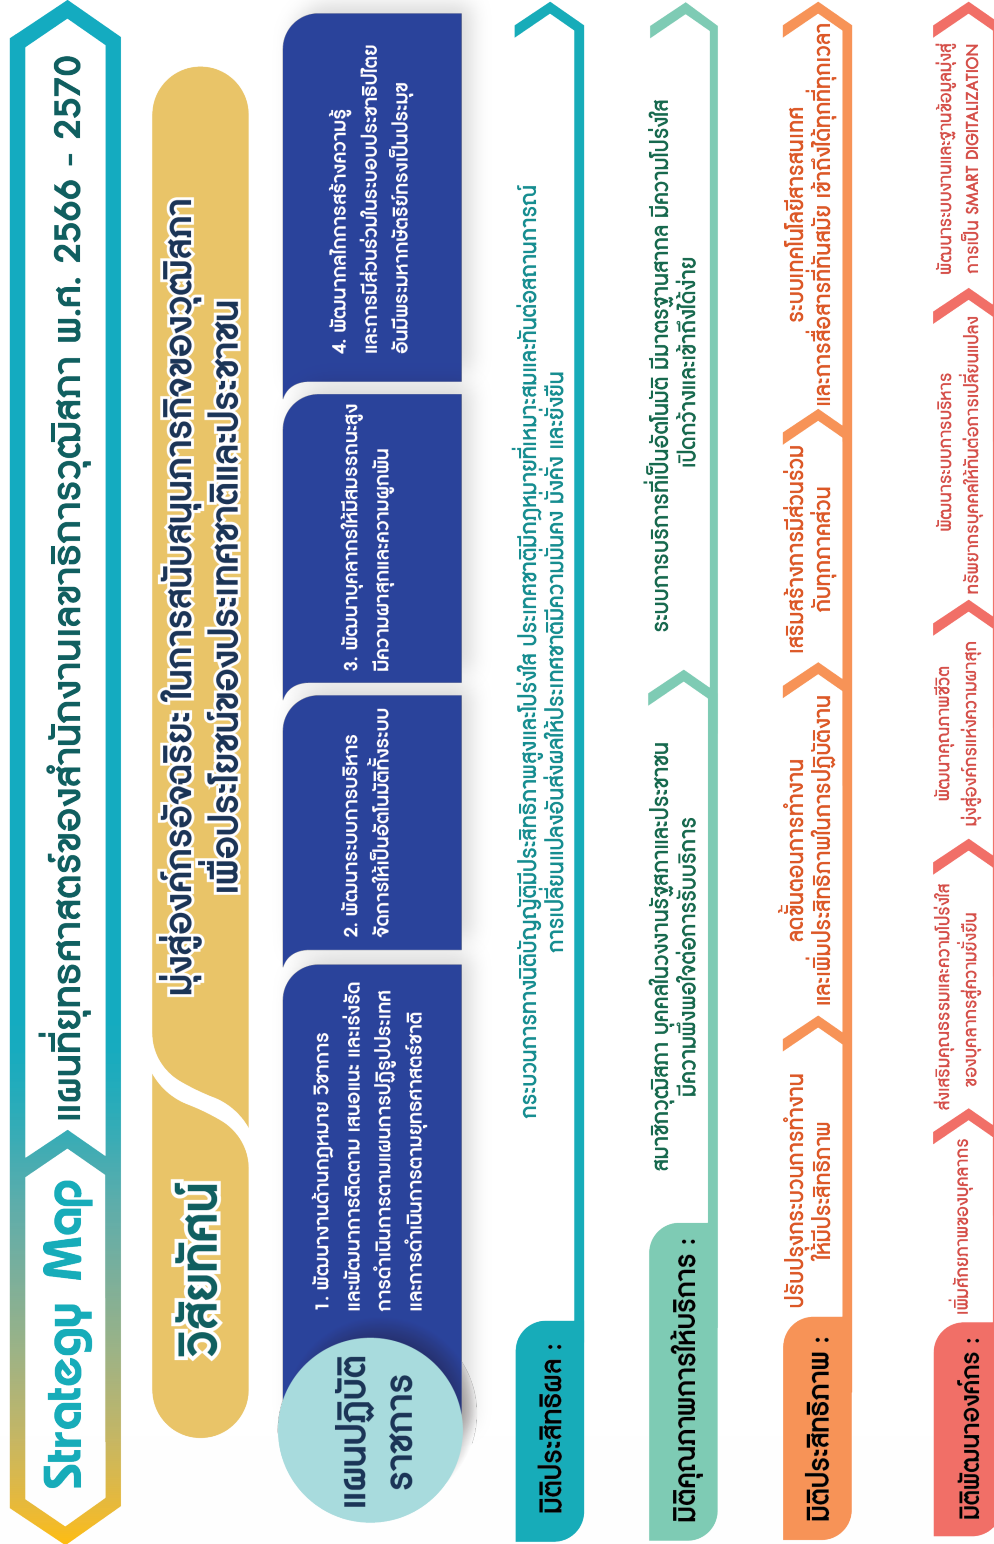 Strategy Map
แผนที่ยุทธศาสตร์ของสำนักงานเลขาธิการวุฒิสภา พ.ศ. 2566 - 2570
วิสัยทัศน์
มุ่งสู่องค์กรอัจฉริยะ ในการสนับสนุนภารกิจของวุฒิสภา
เพื่อประโยชน์ของประเทศชาติและประชาชน
แผนปฏิบัติ
ราชการ
1. พัฒนางานด้านกฎหมาย วิชาการ
และพัฒนาการติดตาม เสนอแนะ และเร่งรัด
การดำเนินการตามแผนการปฏิรูปประเทศ
และการดำเนินการตามยุทธศาสตร์ชาติ
2. พัฒนาระบบการบริหาร
จัดการให้เป็นอัตโนมัติทั้งระบบ
3. พัฒนาบุคลากรให้มีสมรรถนะสูง
มีความผาสุกและความผูกพัน
4. พัฒนากลไกการสร้างความรู้
และการมีส่วนร่วมในระบอบประชาธิปไตย
อันมีพระมหากษัตริย์ทรงเป็นประมุข
มิติประสิทธิผล :
กระบวนการทางนิติบัญญัติมีประสิทธิภาพสูงและโปร่งใส ประเทศชาติมีกฎหมายที่เหมาะสมและทันต่อสถานการณ์
การเปลี่ยนแปลงอันส่งผลให้ประเทศชาติมีความมั่นคง มั่งคั่ง และยั่งยืน
มิติคุณภาพการให้บริการ :
สมาชิกวุฒิสภา บุคคลในวงงานรัฐสภาและประชาชน
มีความพึงพอใจต่อการรับบริการ
ระบบการบริการที่เป็นอัตโนมัติ มีมาตรฐานสากล มีความโปร่งใส
เปิดกว้างและเข้าถึงได้ง่าย
มิติประสิทธิภาพ :
ปรับปรุงกระบวนการทำงาน
ให้มีประสิทธิภาพ
ลดขั้นตอนการทำงาน
และเพิ่มประสิทธิภาพในการปฏิบัติงาน
เสริมสร้างการมีส่วนร่วม
กับทุกภาคส่วน
ระบบเทคโนโลยีสารสนเทศ
และการสื่อสารที่ทันสมัย เข้าถึงได้ทุกที่ทุกเวลา
มิติพัฒนาองค์กร :
เพิ่มศักยภาพของบุคลากร
ส่งเสริมคุณธรรมและความโปร่งใส
ของบุคลากรสู่ความยั่งยืน
พัฒนาคุณภาพชีวิต
มุ่งสู่องค์กรแห่งความผาสุก
พัฒนาระบบการบริหาร
ทรัพยากรบุคคลให้ทันต่อการเปลี่ยนแปลง
พัฒนาระบบงานและฐานข้อมูลมุ่งสู่
การเป็น SMART DIGITALIZATION